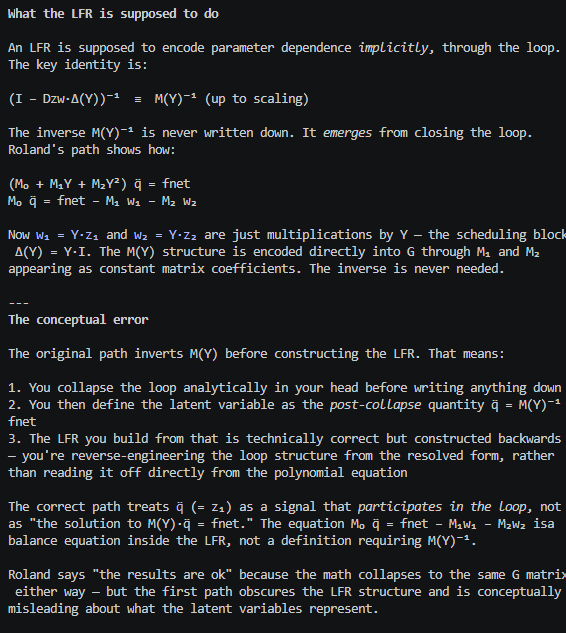 What the LFR is supposed to do
An LFR is supposed to encode parameter dependence implicitly, through the loop.
The key identity is:
(I − Dzw·Δ(Y))⁻¹ ≡ M(Y)⁻¹ (up to scaling)
The inverse M(Y)⁻¹ is never written down. It emerges from closing the loop.
Roland's path shows how:
(M₀ + M₁Y + M₂Y²) q̈ = fnet
M₀ q̈ = fnet − M₁ w₁ − M₂ w₂
Now w₁ = Y·z₁ and w₂ = Y·z₂ are just multiplications by Y — the scheduling block
Δ(Y) = Y·I. The M(Y) structure is encoded directly into G through M₁ and M₂
appearing as constant matrix coefficients. The inverse is never needed.
---
The conceptual error
The original path inverts M(Y) before constructing the LFR. That means:
1. You collapse the loop analytically in your head before writing anything down
2. You then define the latent variable as the post-collapse quantity q̈ = M(Y)⁻¹
fnet
3. The LFR you build from that is technically correct but constructed backwards
— you're reverse-engineering the loop structure from the resolved form, rather
than reading it off directly from the polynomial equation
The correct path treats q̈ (= z₁) as a signal that participates in the loop, not
as "the solution to M(Y)·q̈ = fnet." The equation M₀ q̈ = fnet − M₁w₁ − M₂w₂ isa
balance equation inside the LFR, not a definition requiring M(Y)⁻¹.
Roland says "the results are ok" because the math collapses to the same G matrix
either way — but the first path obscures the LFR structure and is conceptually
misleading about what the latent variables represent.